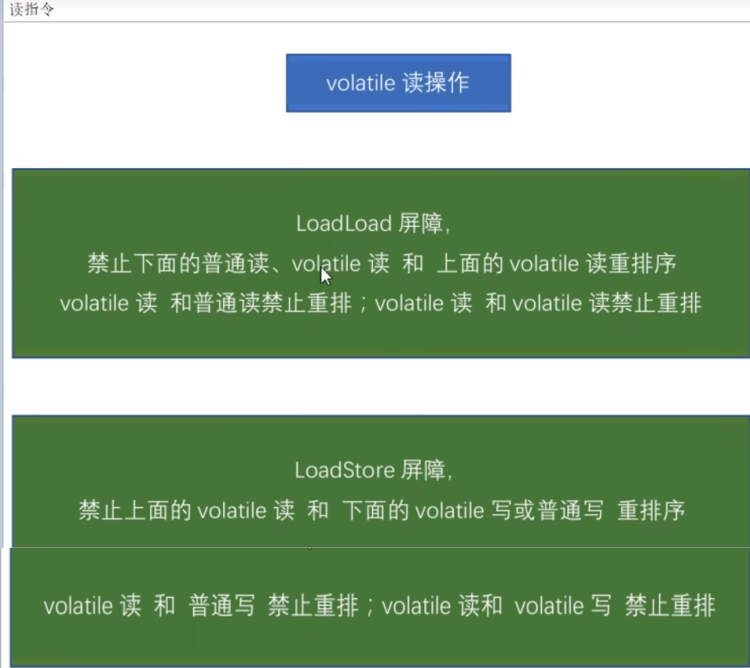 读指令
volatile 读操作
LoadLoad 屏障,
禁止下面的普通读、volatile 读 和 上面的 volatile 读重排序
volatile 读 和普通读禁止重排；volatile 读 和 volatile 读禁止重排
LoadStore 屏障,
禁止上面的 volatile 读 和 下面的 volatile 写或普通写 重排序
volatile 读 和 普通写 禁止重排；volatile 读和 volatile 写 禁止重排